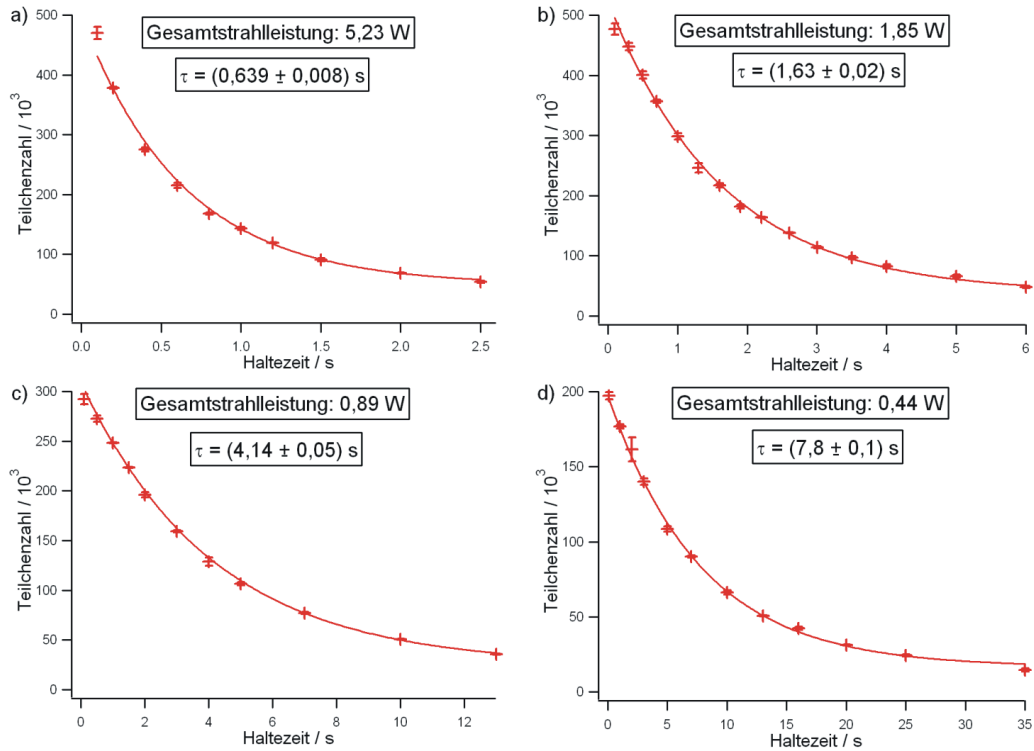 a)
Gesamtstrahlleistung: 5,23 W
τ = (0,639 ± 0,008) s
Teilchenzahl / 10³
500
400
300
200
100
0
0.0 0.5 1.0 1.5 2.0 2.5
Haltezeit / s
b)
Gesamtstrahlleistung: 1,85 W
τ = (1,63 ± 0,02) s
Teilchenzahl / 10³
500
400
300
200
100
0
0 1 2 3 4 5 6
Haltezeit / s
c)
Gesamtstrahlleistung: 0,89 W
τ = (4,14 ± 0,05) s
Teilchenzahl / 10³
300
250
200
150
100
50
0
0 2 4 6 8 10 12
Haltezeit / s
d)
Gesamtstrahlleistung: 0,44 W
τ = (7,8 ± 0,1) s
Teilchenzahl / 10³
200
150
100
50
0
0 5 10 15 20 25 30 35
Haltezeit / s